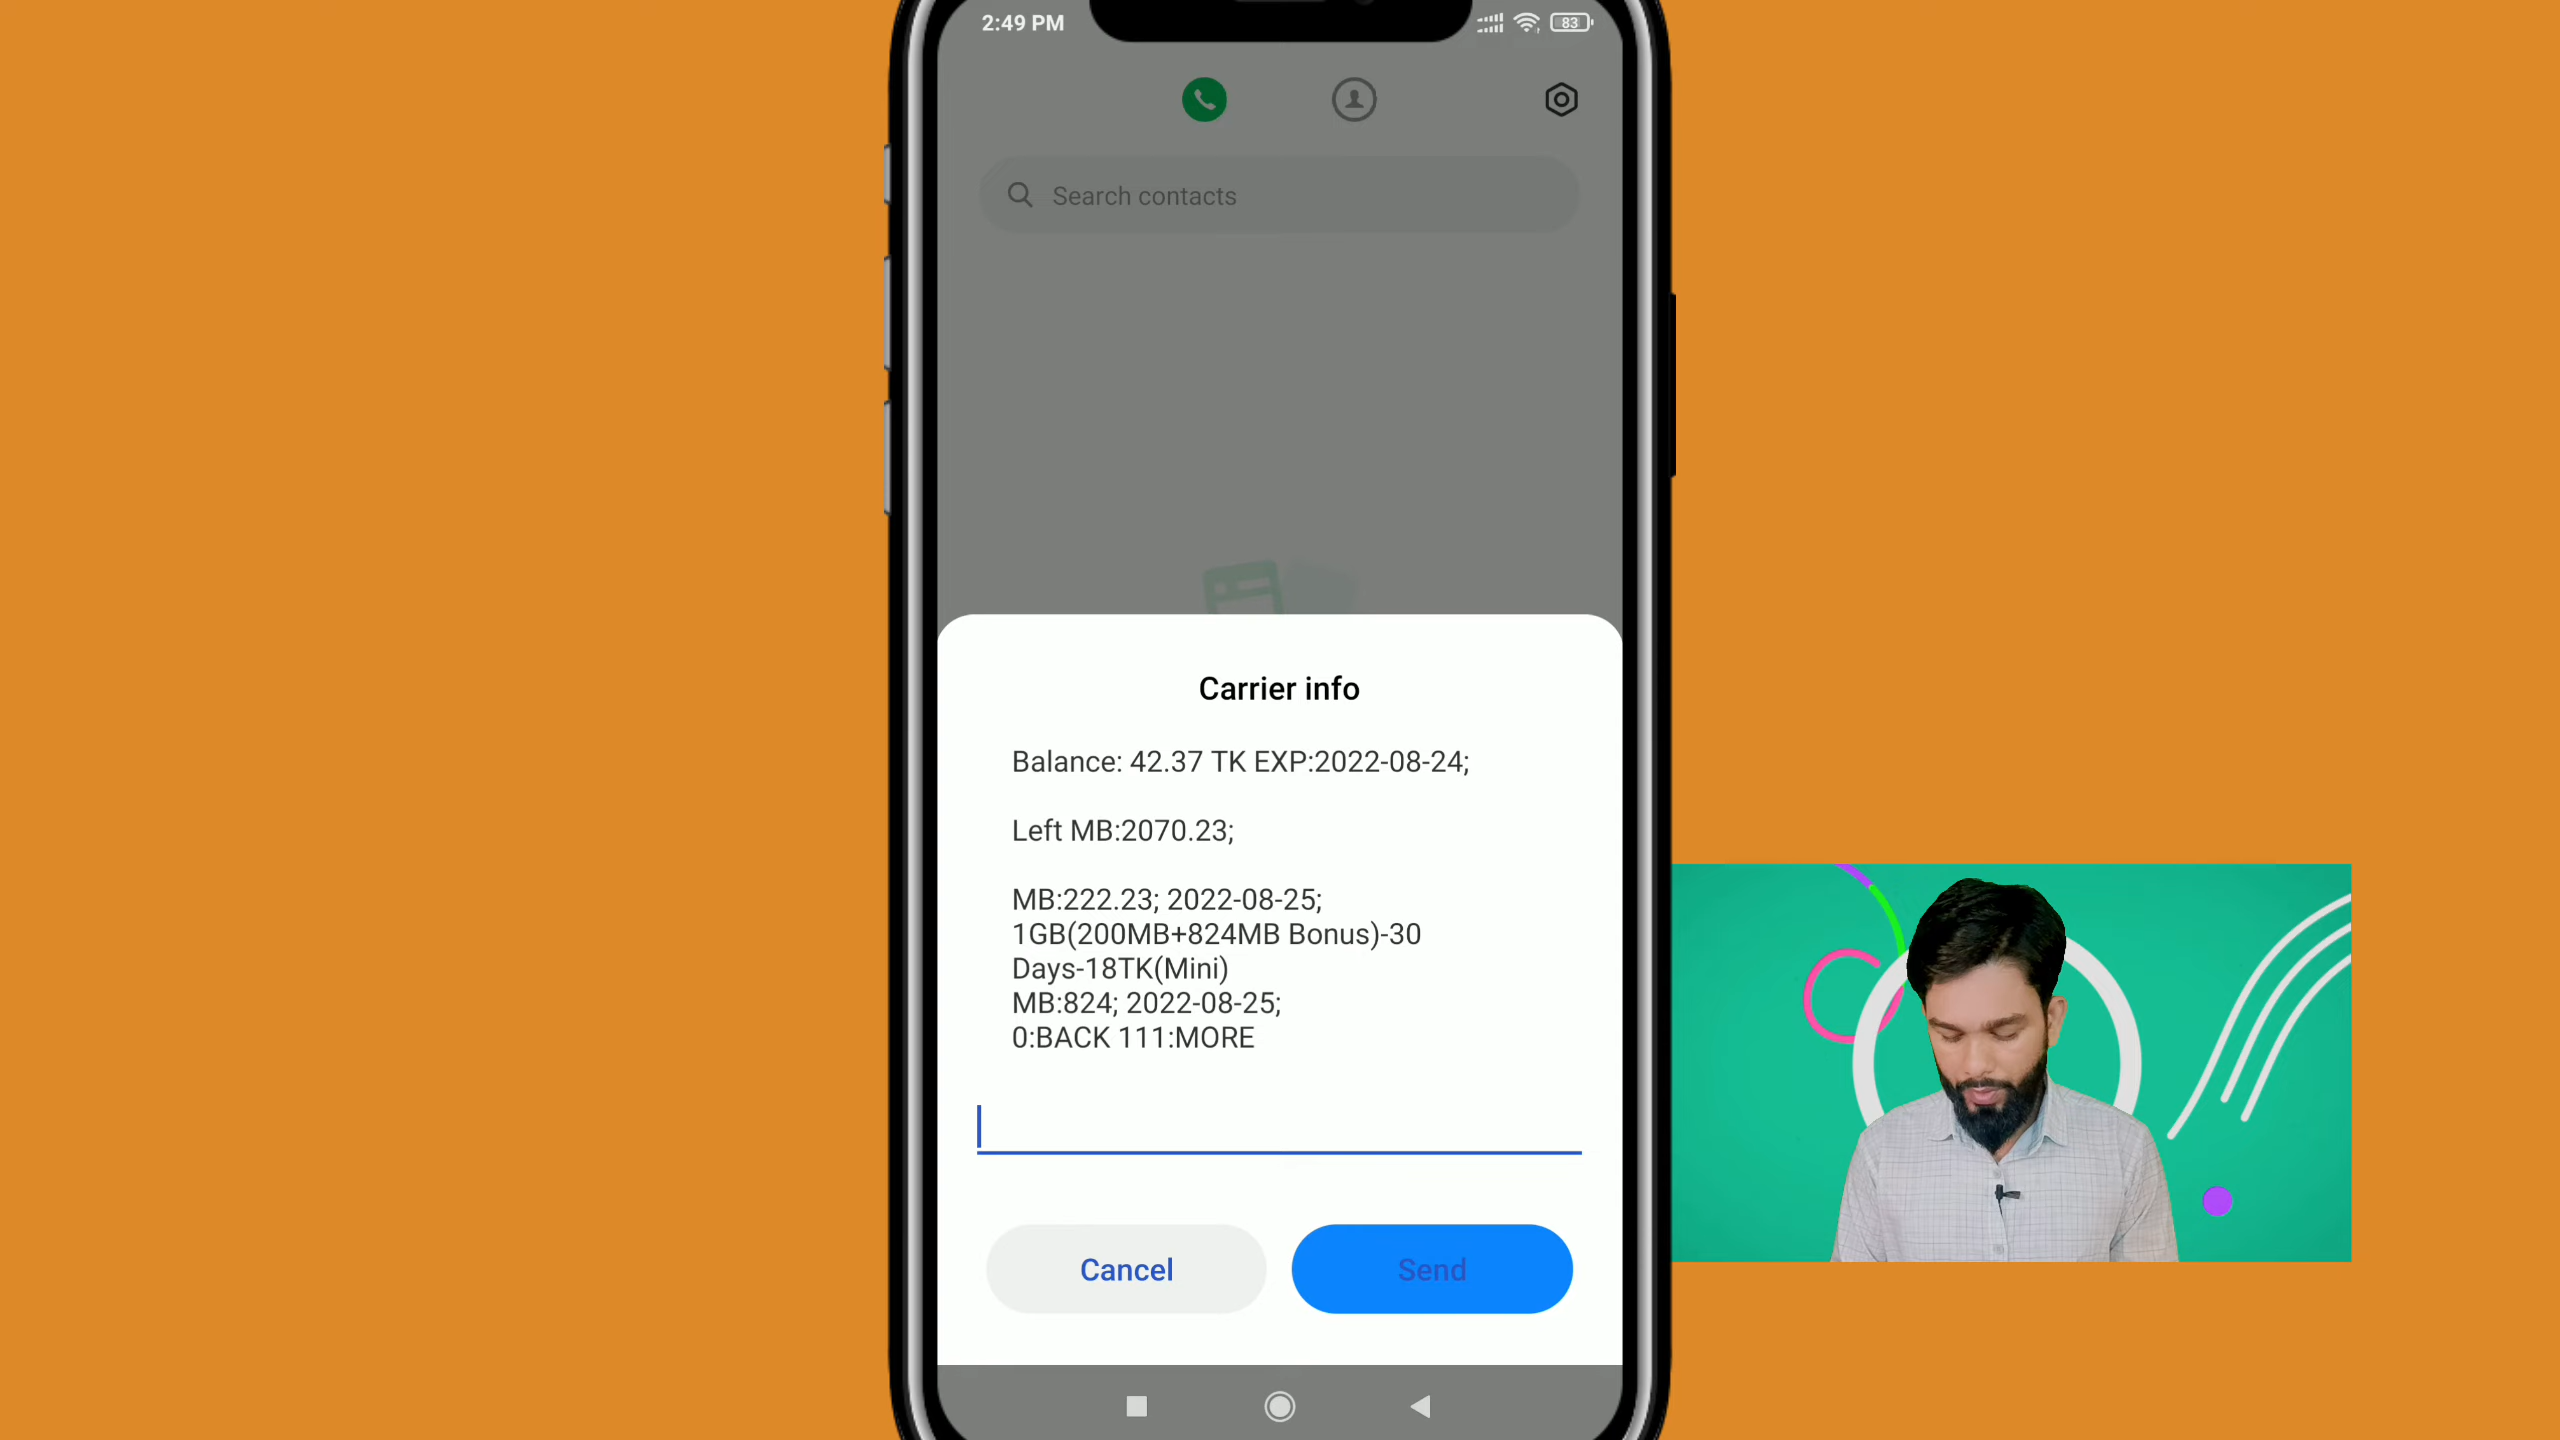 2:49 PM
83
Search contacts
Carrier info
Balance: 42.37 TK EXP:2022-08-24;
Left MB:2070.23;
MB:222.23; 2022-08-25;
1GB(200MB+824MB Bonus)-30
Days-18TK(Mini)
MB:824; 2022-08-25;
0:BACK 111:MORE
Cancel
Send